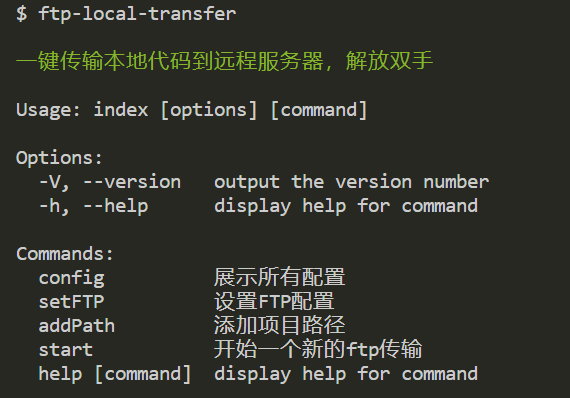 $ ftp-local-transfer
一键传输本地代码到远程服务器，解放双手
Usage: index [options] [command]
Options:
-V, --version   output the version number
-h, --help      display help for command
Commands:
config          展示所有配置
setFTP          设置FTP配置
addPath         添加项目路径
start           开始一个新的ftp传输
help [command]  display help for command